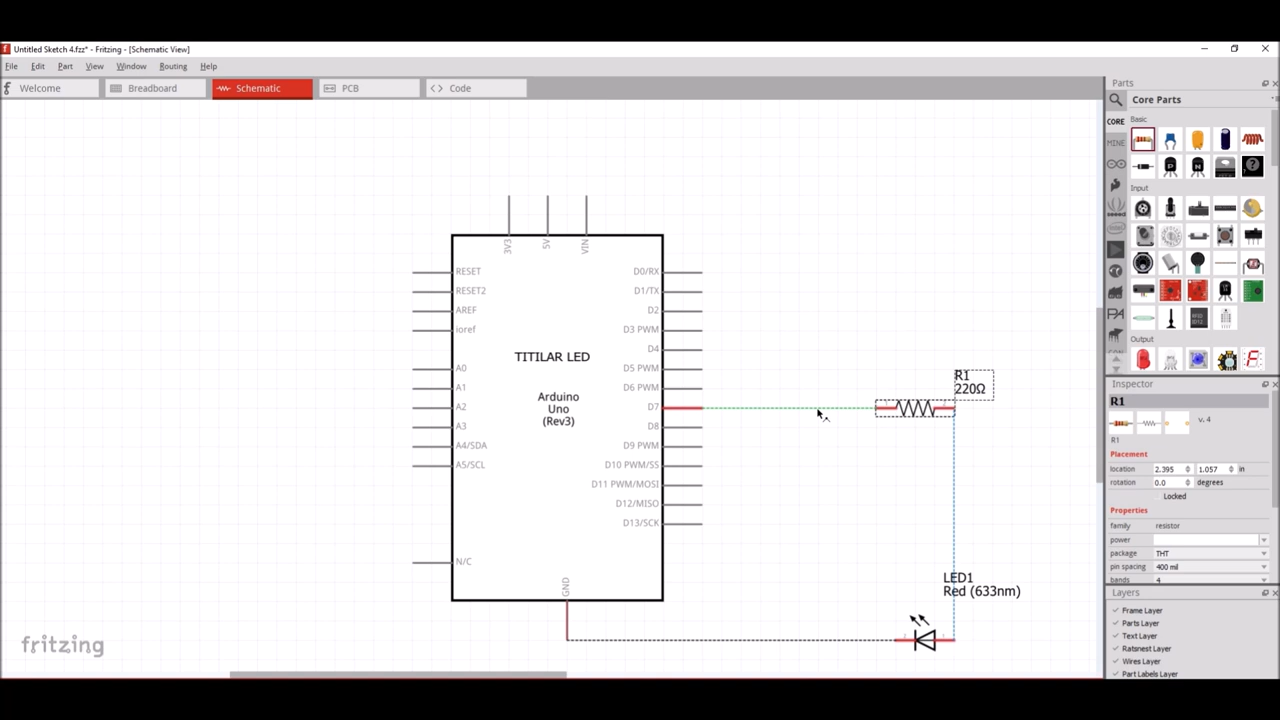 Untitled Sketch 4.fzz* - Fritzing - [Schematic View]
File Edit Part View Window Routing Help
Welcome Breadboard Schematic PCB Code
Parts
Core Parts
CORE
MINE
Basic
Input
Output
3V3 5V VIN
RESET
RESET2
AREF
ioref
A0
A1
A2
A3
A4/SDA
A5/SCL
N/C
TITILAR LED
Arduino
Uno
(Rev3)
D0/RX
D1/TX
D2
D3 PWM
D4
D5 PWM
D6 PWM
D7
D8
D9 PWM
D10 PWM/SS
D11 PWM/MOSI
D12/MISO
D13/SCK
GND
R1
220Ω
LED1
Red (633nm)
fritzing
Inspector
R1
v. 4
R1
Placement
location 2.395 1.057 in
rotation 0.0 degrees
Locked
Properties
family resistor
power
package THT
pin spacing 400 mil
bands 4
Layers
Frame Layer
Parts Layer
Text Layer
Ratsnest Layer
Wires Layer
Part Labels Layer